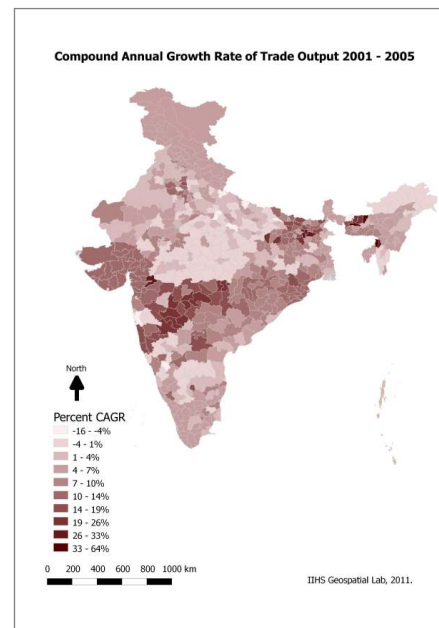 Compound Annual Growth Rate of Trade Output 2001 - 2005
North
Percent CAGR
-16 - -4%
-4 - 1%
1 - 4%
4 - 7%
7 - 10%
10 - 14%
14 - 19%
19 - 26%
26 - 33%
33 - 64%
0 200 400 600 800 1000 km
IIHS Geospatial Lab, 2011.